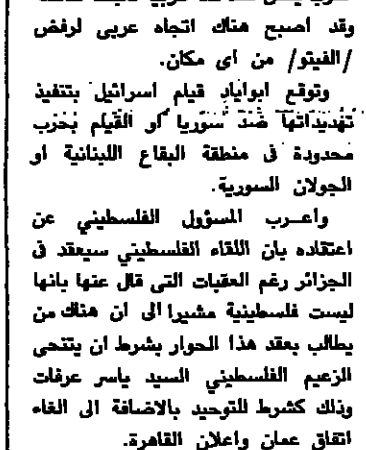 وقد اصبح هناك اتجاه عربى لرفض
/الفيتو/ من اى مكان.
وتوقع ابواياد قيام اسرائيل بتنفيذ
تهديداتها ضد سوريا او القيام بحرب
محدودة فى منطقة البقاع اللبنانية او
الجولان السورية.
واعرب المسؤول الفلسطيني عن
اعتقاده بان اللقاء الفلسطيني سيعقد فى
الجزائر رغم العقبات التى قال عنها بانها
ليست فلسطينية مشيرا الى ان هناك من
يطالب بعقد هذا الحوار بشرط ان يتنحى
الزعيم الفلسطيني السيد ياسر عرفات
وذلك كشرط للتوحيد بالاضافة الى الغاء
اتفاق عمان واعلان القاهرة.